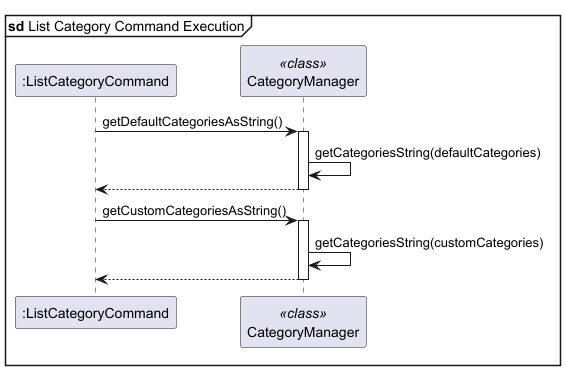 sd List Category Command Execution
«class»
:ListCategoryCommand
CategoryManager
getDefaultCategoriesAsString()
getCategoriesString(defaultCategories)
getCustomCategoriesAsString()
getCategoriesString(customCategories)
:ListCategoryCommand
«class»
CategoryManager